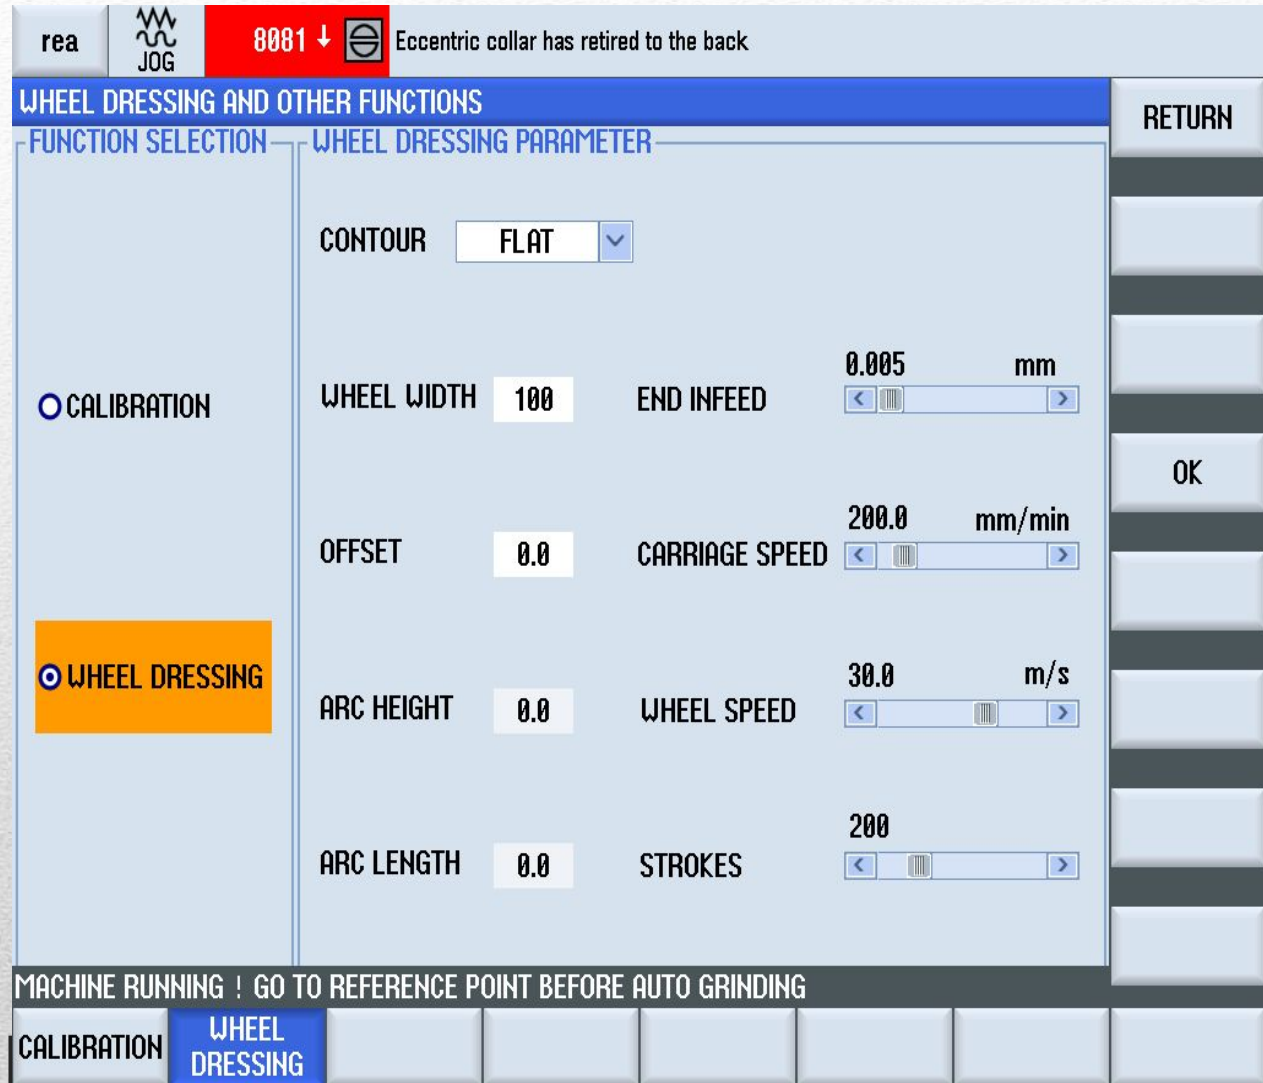 rea
JOG
8081 ↓
Eccentric collar has retired to the back
WHEEL DRESSING AND OTHER FUNCTIONS
RETURN
FUNCTION SELECTION
WHEEL DRESSING PARAMETER
CONTOUR FLAT
0.005 mm
CALIBRATION
WHEEL WIDTH 100 END INFEED
OK
200.0 mm/min
OFFSET 0.0 CARRIAGE SPEED
WHEEL DRESSING
30.0 m/s
ARC HEIGHT 0.0 WHEEL SPEED
200
ARC LENGTH 0.0 STROKES
MACHINE RUNNING ! GO TO REFERENCE POINT BEFORE AUTO GRINDING
CALIBRATION
WHEEL
DRESSING